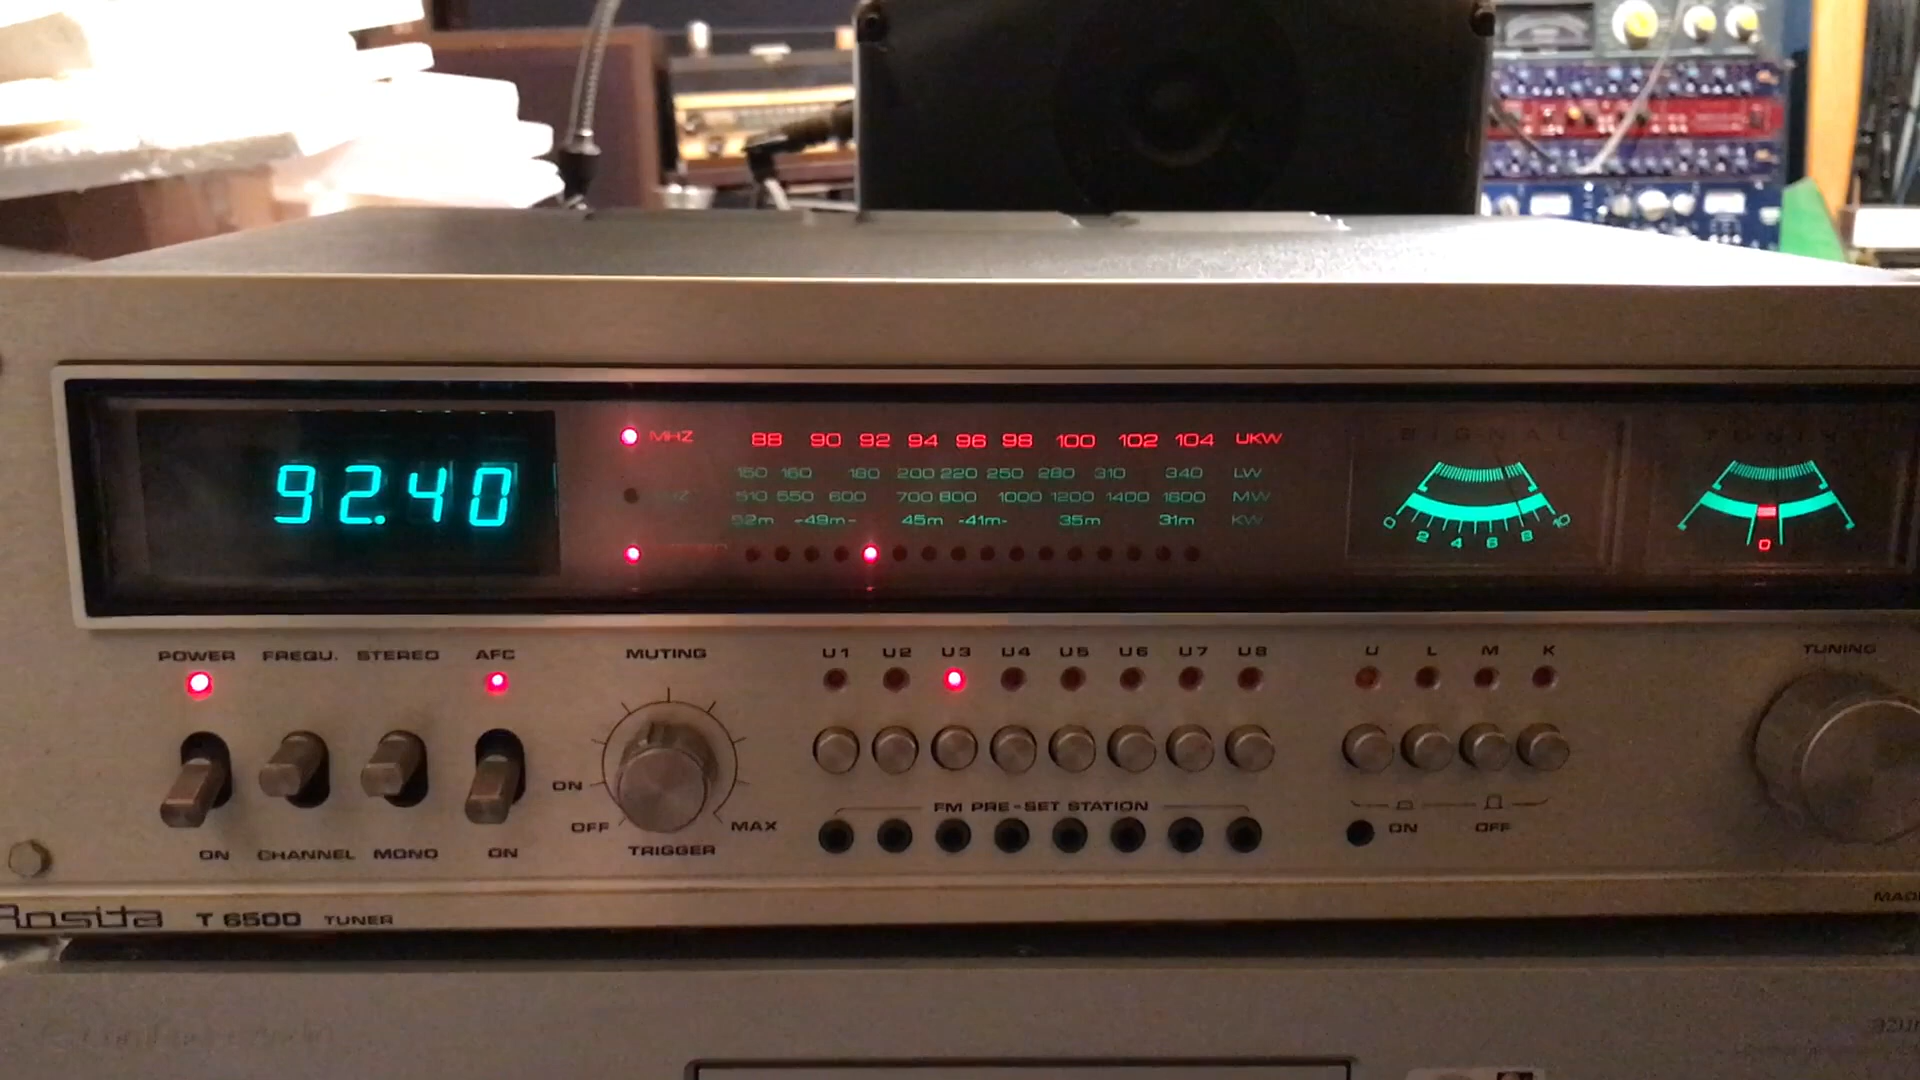 SIGNAL
MHZ 88 90 92 94 96 98 100 102 104 UKW
92.40
150 160 180 200 220 250 280 310 340 LW
510 550 600 700 800 1000 1200 1400 1600 MW
52m -49m- 45m -41m- 35m 31m KW
0 2 4 6 8 10
0
STEREO
POWER FREQU. STEREO AFC MUTING U1 U2 U3 U4 U5 U6 U7 U8 U L M K TUNING
ON
FM PRE-SET STATION
OFF MAX ON OFF
ON CHANNEL MONO ON TRIGGER
Rosita T 6500 TUNER